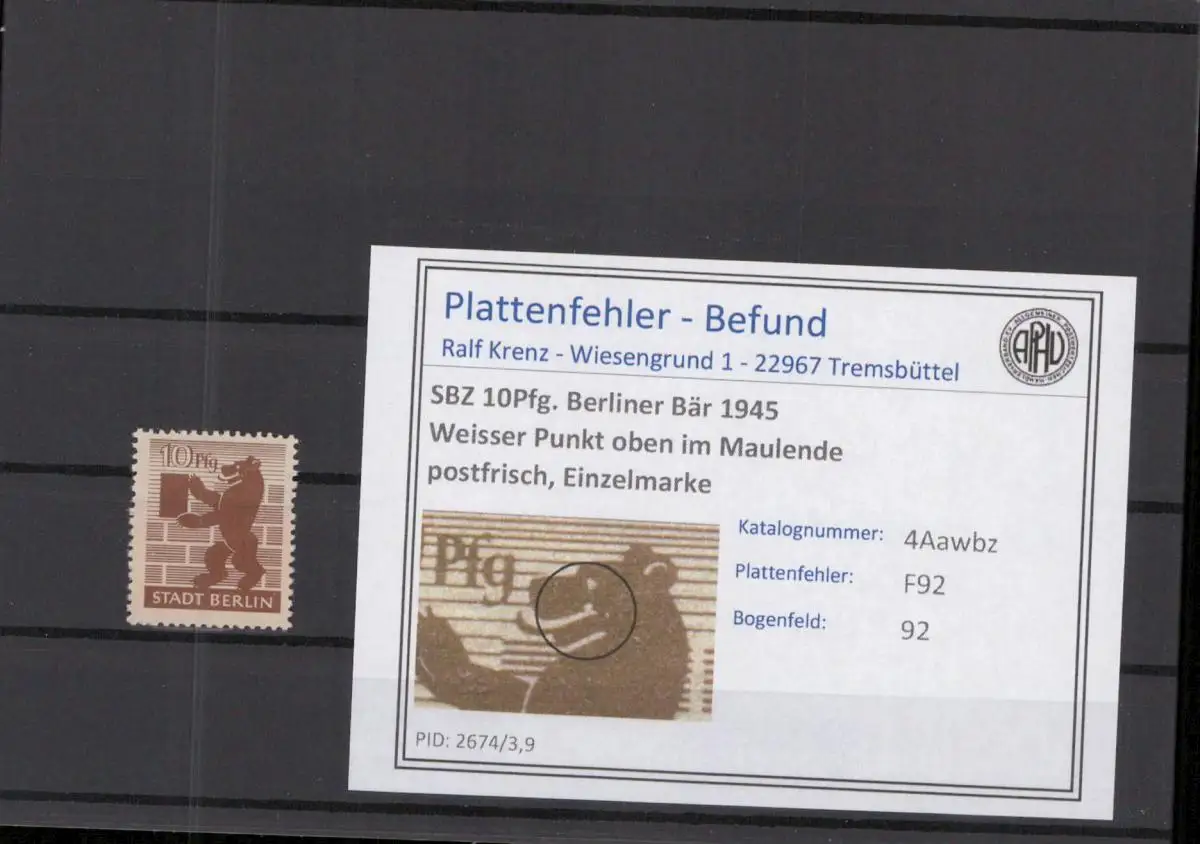 10 Pfg
STADT BERLIN
Plattenfehler - Befund
Ralf Krenz - Wiesengrund 1 - 22967 Tremsbüttel
APHV
SBZ 10Pfg. Berliner Bär 1945
Weisser Punkt oben im Maulende
postfrisch, Einzelmarke
Pfg
Katalognummer: 4Aawbz
Plattenfehler: F92
Bogenfeld: 92
PID: 2674/3,9